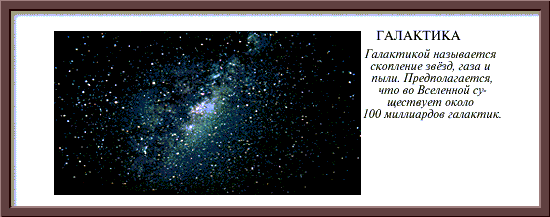 ГАЛАКТИКА
Галактикой называется
скопление звёзд, газа и
пыли. Предполагается,
что во Вселенной су-
ществует около
100 миллиардов галактик.